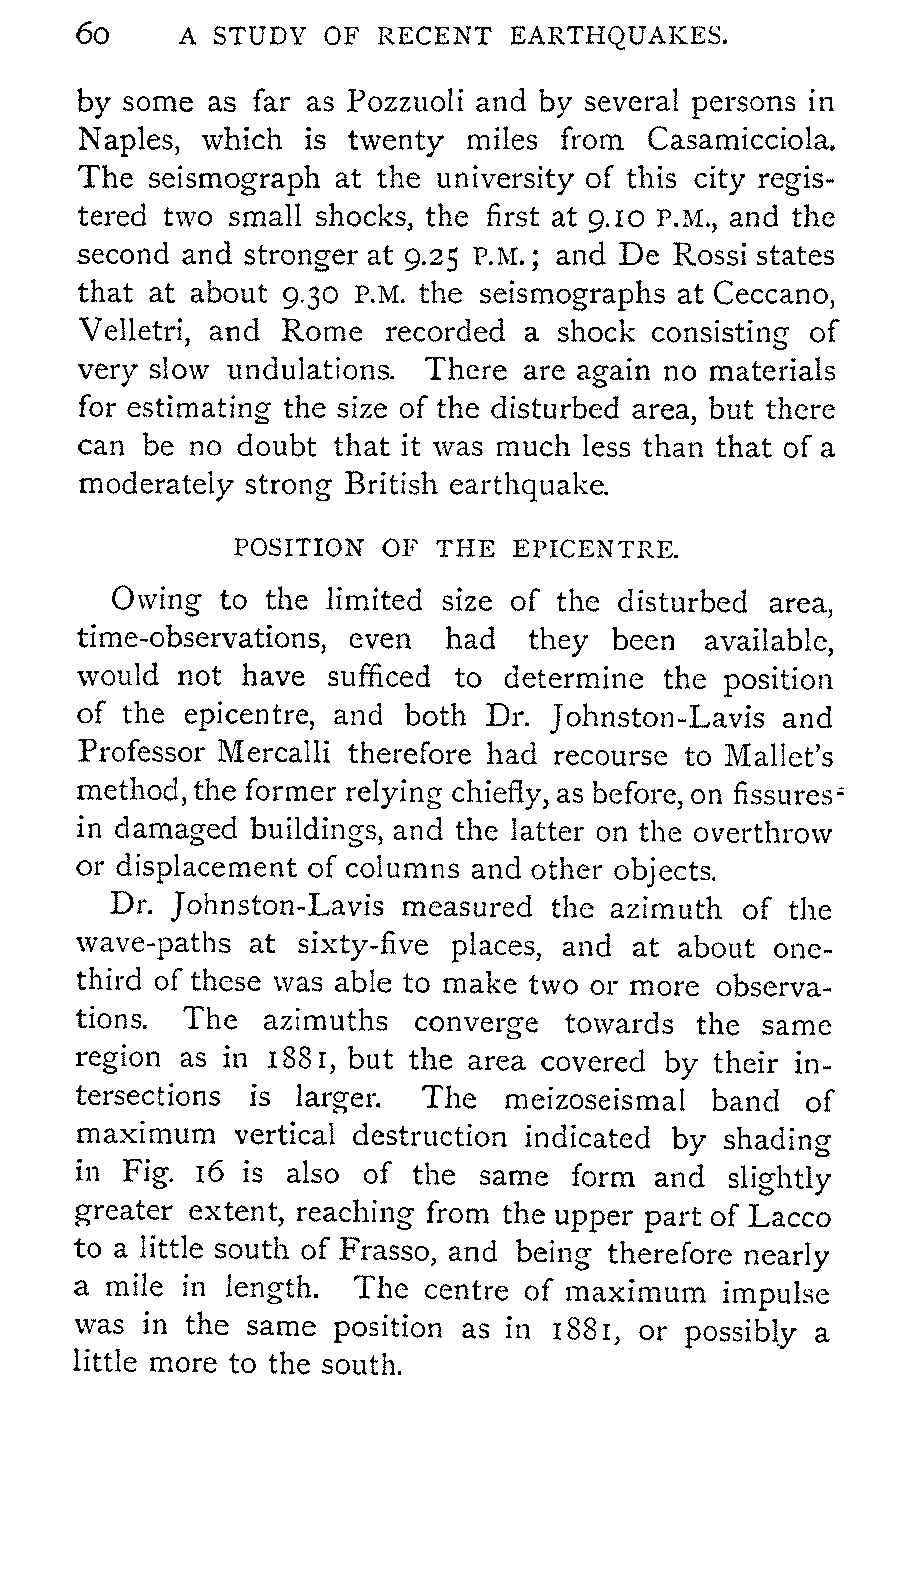 60 A STUDY OF RECENT EARTHQUAKES.
by some as far as Pozzuoli and by several persons in
Naples, which is twenty miles from Casamicciola.
The seismograph at the university of this city regis-
tered two small shocks, the first at 9.10 P.M., and the
second and stronger at 9.25 P.M.; and De Rossi states
that at about 9.30 P.M. the seismographs at Ceccano,
Velletri, and Rome recorded a shock consisting of
very slow undulations. There are again no materials
for estimating the size of the disturbed area, but there
can be no doubt that it was much less than that of a
moderately strong British earthquake.
POSITION OF THE EPICENTRE.
Owing to the limited size of the disturbed area,
time-observations, even had they been available,
would not have sufficed to determine the position
of the epicentre, and both Dr. Johnston-Lavis and
Professor Mercalli therefore had recourse to Mallet's
method, the former relying chiefly, as before, on fissures
in damaged buildings, and the latter on the overthrow
or displacement of columns and other objects.
Dr. Johnston-Lavis measured the azimuth of the
wave-paths at sixty-five places, and at about one-
third of these was able to make two or more observa-
tions. The azimuths converge towards the same
region as in 1881, but the area covered by their in-
tersections is larger. The meizoseismal band of
maximum vertical destruction indicated by shading
in Fig. 16 is also of the same form and slightly
greater extent, reaching from the upper part of Lacco
to a little south of Frasso, and being therefore nearly
a mile in length. The centre of maximum impulse
was in the same position as in 1881, or possibly a
little more to the south.